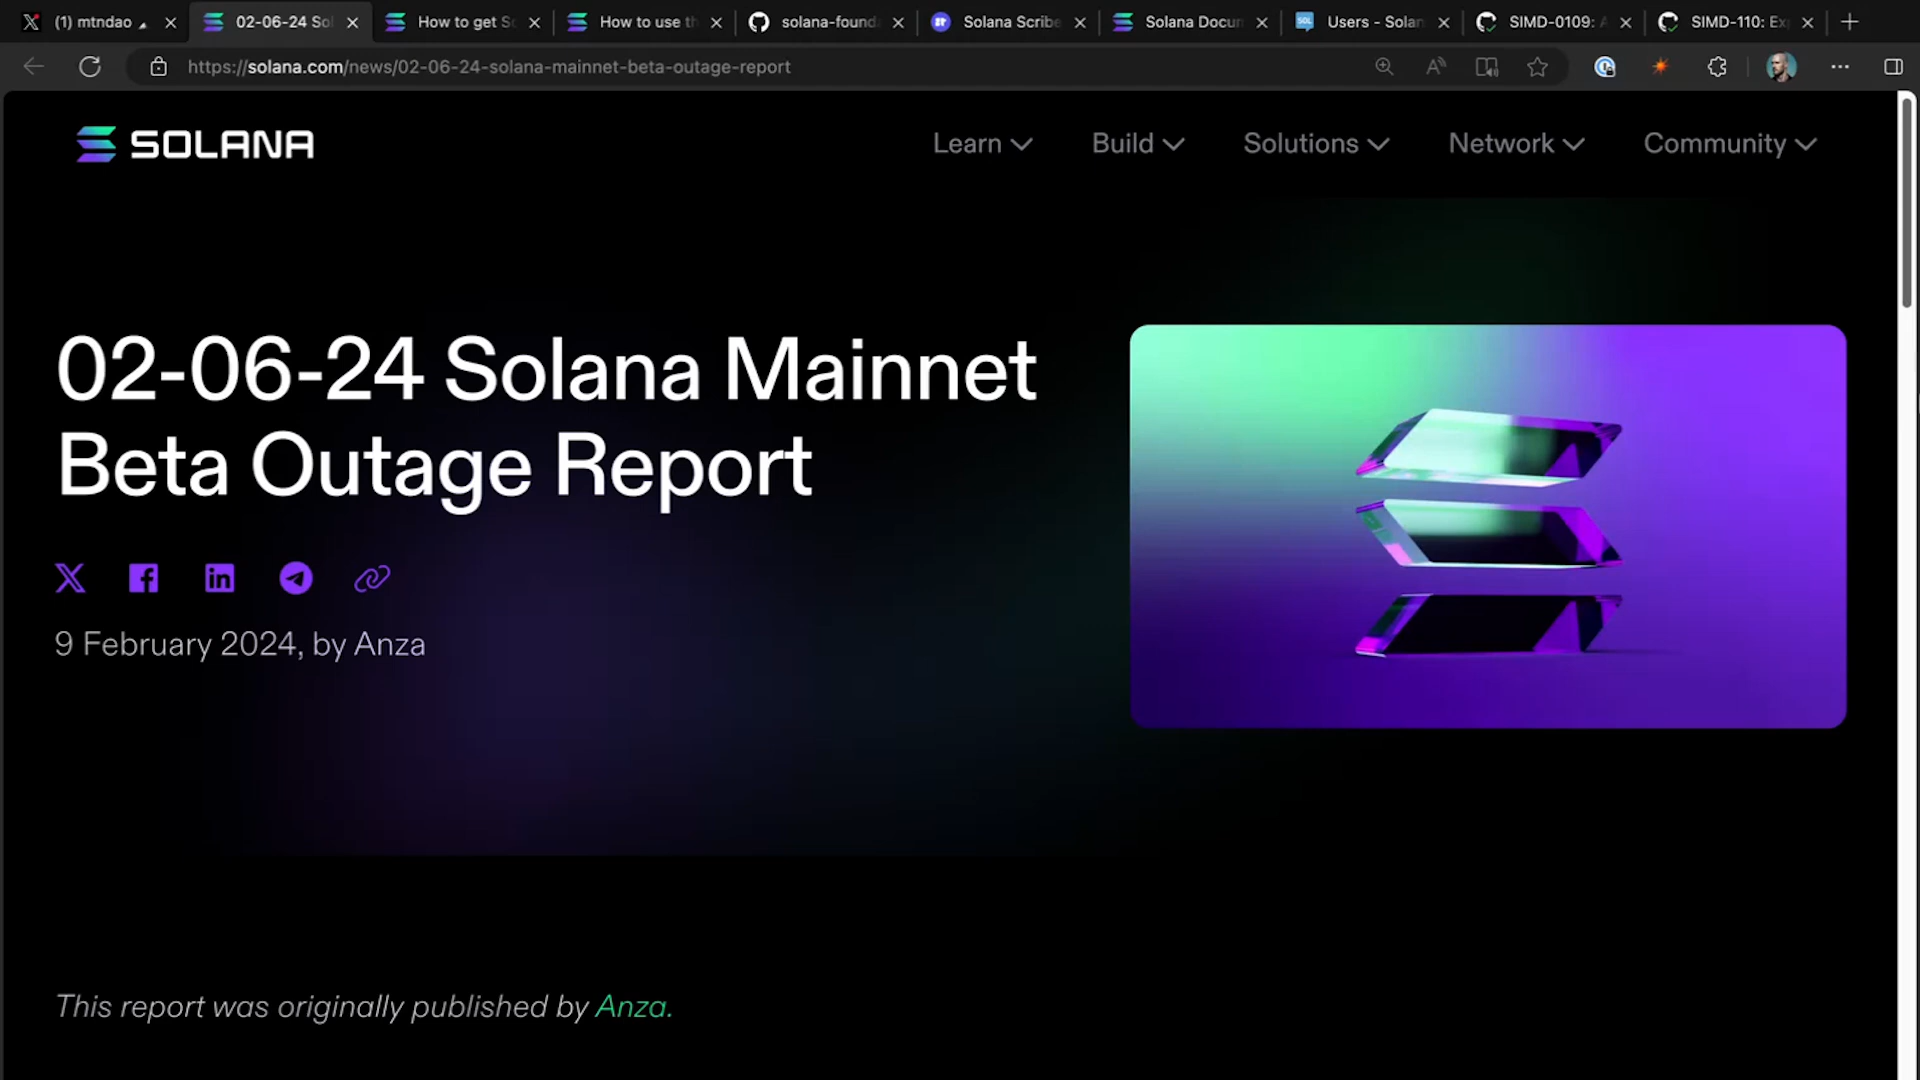 (1) mtndao
02-06-24 Sol
How to get So
How to use th
solana-founda
Solana Scribe
Solana Docum
Users - Solan
SIMD-0109: A
SIMD-110: Ex
https://solana.com/news/02-06-24-solana-mainnet-beta-outage-report
SOLANA
Learn
Build
Solutions
Network
Community
02-06-24 Solana Mainnet
Beta Outage Report
9 February 2024, by Anza
This report was originally published by Anza.